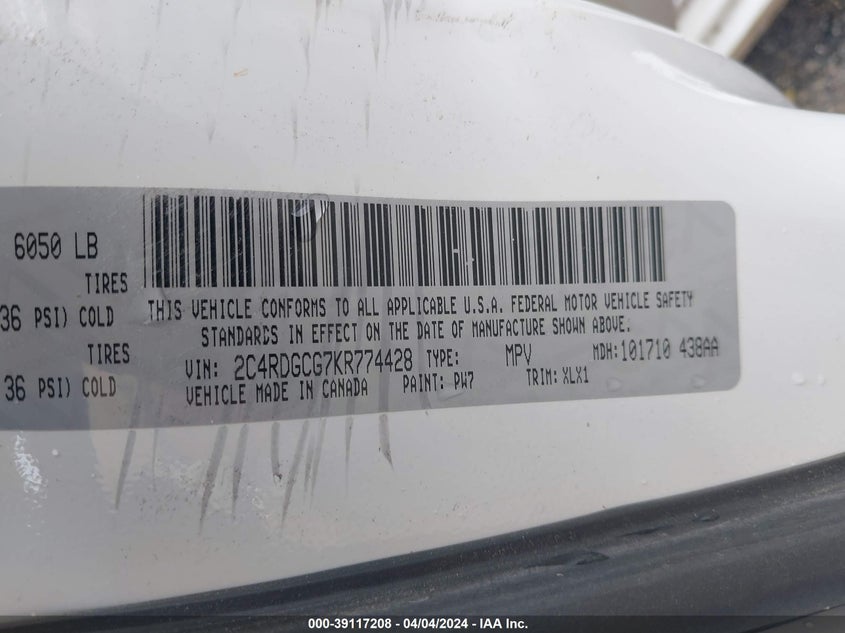 6050 LB
TIRES
36 PSI) COLD
TIRES
36 PSI) COLD
THIS VEHICLE CONFORMS TO ALL APPLICABLE U.S.A. FEDERAL MOTOR VEHICLE SAFETY
STANDARDS IN EFFECT ON THE DATE OF MANUFACTURE SHOWN ABOVE.
VIN: 2C4RDGCG7KR774428 TYPE: MPV MDH:101710 438AA
VEHICLE MADE IN CANADA PAINT: PW7 TRIM: XLX1
000-39117208 - 04/04/2024 - IAA Inc.